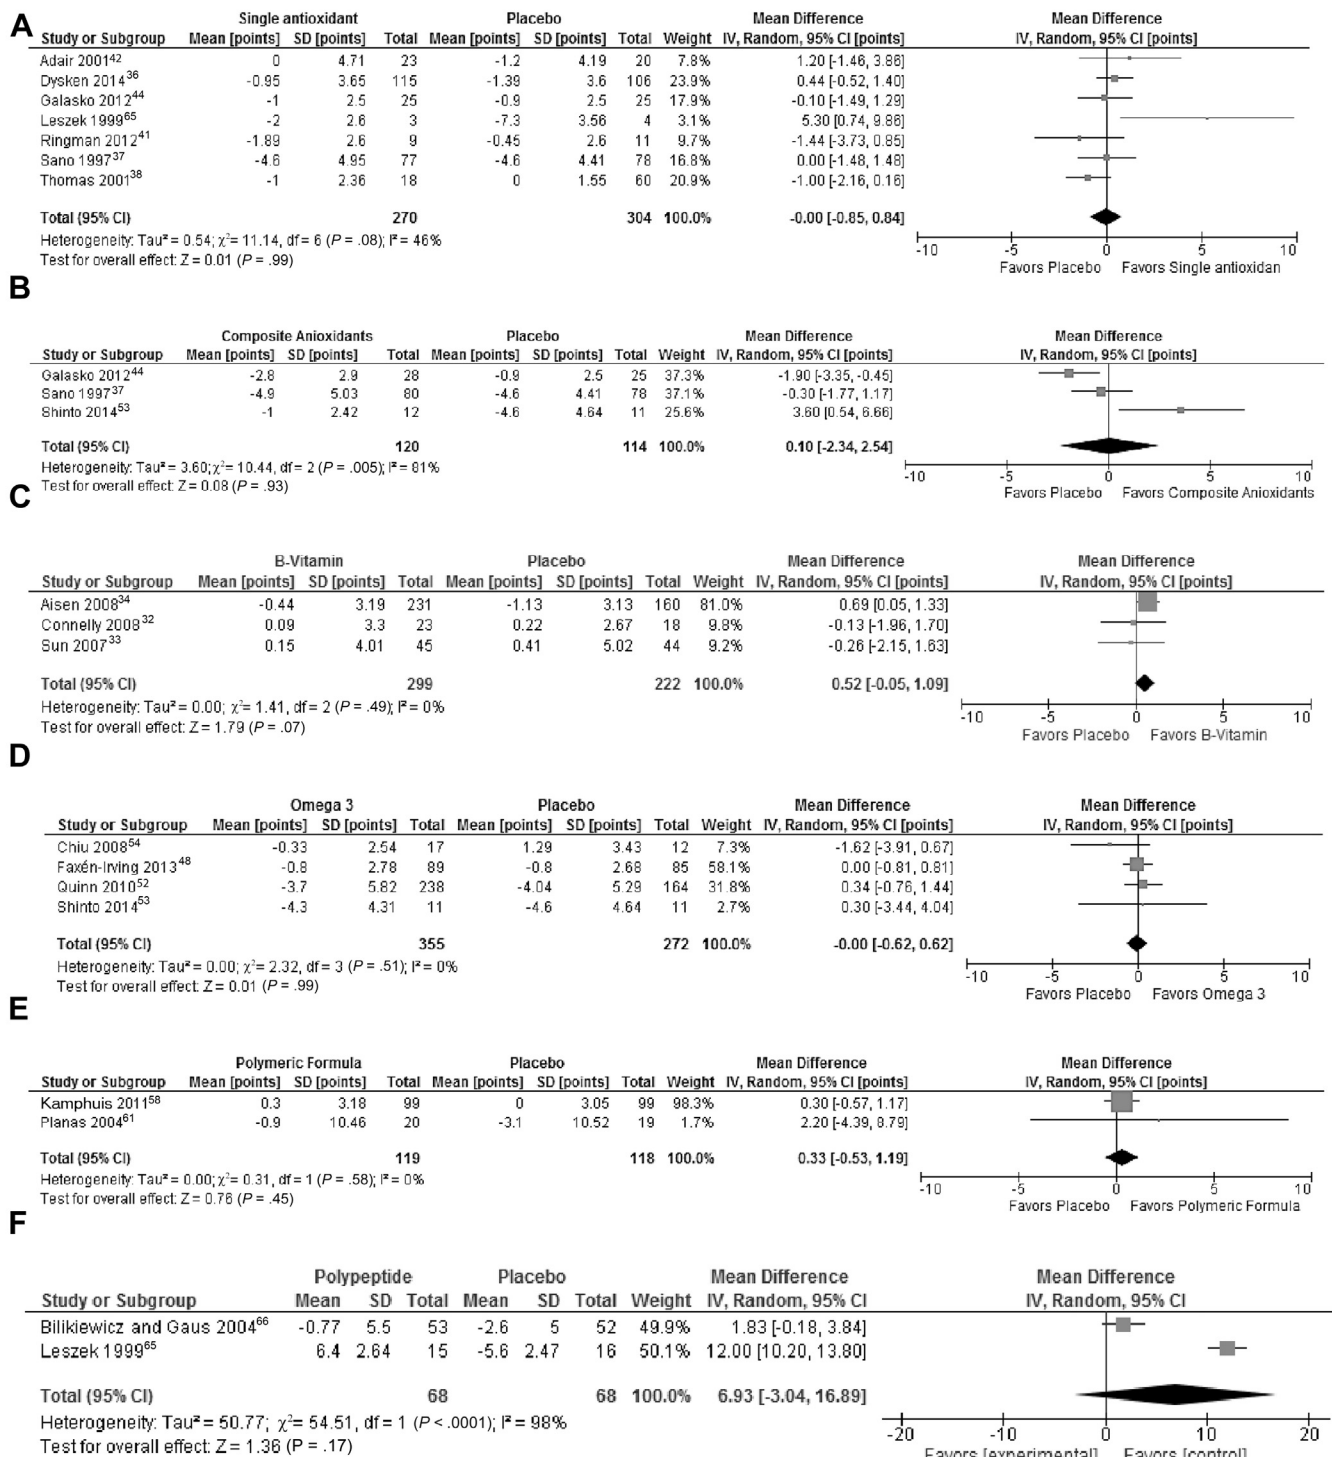 A
Single antioxidant Placebo Mean Difference Mean Difference
Study or Subgroup Mean [points] SD [points] Total Mean [points] SD [points] Total Weight IV, Random, 95% CI [points] IV, Random, 95% CI [points]
Adair 2001⁴² 0 4.71 23 -1.2 4.19 20 7.8% 1.20 [-1.46, 3.86]
Dysken 2014³⁶ -0.95 3.65 115 -1.39 3.6 106 23.9% 0.44 [-0.52, 1.40]
Galasko 2012⁴⁴ -1 2.5 25 -0.9 2.5 25 17.9% -0.10 [-1.49, 1.29]
Leszek 1999⁶⁵ -2 2.6 3 -7.3 3.56 4 3.1% 5.30 [0.74, 9.86]
Ringman 2012⁴¹ -1.89 2.6 9 -0.45 2.6 11 9.7% -1.44 [-3.73, 0.85]
Sano 1997³⁷ -4.6 4.95 77 -4.6 4.41 78 16.8% 0.00 [-1.48, 1.48]
Thomas 2001³⁸ -1 2.36 18 0 1.55 60 20.9% -1.00 [-2.16, 0.16]
Total (95% CI) 270 304 100.0% -0.00 [-0.85, 0.84]
Heterogeneity: Tau² = 0.54; χ²= 11.14, df = 6 (P = .08); I² = 46%
Test for overall effect: Z = 0.01 (P = .99)
-10 -5 0 5 10
Favors Placebo Favors Single antioxidan
B
Composite Anioxidants Placebo Mean Difference Mean Difference
Study or Subgroup Mean [points] SD [points] Total Mean [points] SD [points] Total Weight IV, Random, 95% CI [points] IV, Random, 95% CI [points]
Galasko 2012⁴⁴ -2.8 2.9 28 -0.9 2.5 25 37.3% -1.90 [-3.35, -0.45]
Sano 1997³⁷ -4.9 5.03 80 -4.6 4.41 78 37.1% -0.30 [-1.77, 1.17]
Shinto 2014⁵³ -1 2.42 12 -4.6 4.64 11 25.6% 3.60 [0.54, 6.66]
Total (95% CI) 120 114 100.0% 0.10 [-2.34, 2.54]
Heterogeneity: Tau² = 3.60; χ²= 10.44, df = 2 (P = .005); I² = 81%
Test for overall effect: Z = 0.08 (P = .93)
-10 -5 0 5 10
Favors Placebo Favors Composite Anioxidants
C
B-Vitamin Placebo Mean Difference Mean Difference
Study or Subgroup Mean [points] SD [points] Total Mean [points] SD [points] Total Weight IV, Random, 95% CI [points] IV, Random, 95% CI [points]
Aisen 2008³⁴ -0.44 3.19 231 -1.13 3.13 160 81.0% 0.69 [0.05, 1.33]
Connelly 2008³² 0.09 3.3 23 0.22 2.67 18 9.8% -0.13 [-1.96, 1.70]
Sun 2007³³ 0.15 4.01 45 0.41 5.02 44 9.2% -0.26 [-2.15, 1.63]
Total (95% CI) 299 222 100.0% 0.52 [-0.05, 1.09]
Heterogeneity: Tau² = 0.00; χ²= 1.41, df = 2 (P = .49); I² = 0%
Test for overall effect: Z = 1.79 (P = .07)
-10 -5 0 5 10
Favors Placebo Favors B-Vitamin
D
Omega 3 Placebo Mean Difference Mean Difference
Study or Subgroup Mean [points] SD [points] Total Mean [points] SD [points] Total Weight IV, Random, 95% CI [points] IV, Random, 95% CI [points]
Chiu 2008⁵⁴ -0.33 2.54 17 1.29 3.43 12 7.3% -1.62 [-3.91, 0.67]
Faxén-Irving 2013⁴⁸ -0.8 2.78 89 -0.8 2.68 85 58.1% 0.00 [-0.81, 0.81]
Quinn 2010⁵² -3.7 5.82 238 -4.04 5.29 164 31.8% 0.34 [-0.76, 1.44]
Shinto 2014⁵³ -4.3 4.31 11 -4.6 4.64 11 2.7% 0.30 [-3.44, 4.04]
Total (95% CI) 355 272 100.0% -0.00 [-0.62, 0.62]
Heterogeneity: Tau² = 0.00; χ²= 2.32, df = 3 (P = .51); I² = 0%
Test for overall effect: Z = 0.01 (P = .99)
-10 -5 0 5 10
Favors Placebo Favors Omega 3
E
Polymeric Formula Placebo Mean Difference Mean Difference
Study or Subgroup Mean [points] SD [points] Total Mean [points] SD [points] Total Weight IV, Random, 95% CI [points] IV, Random, 95% CI [points]
Kamphuis 2011⁵⁸ 0.3 3.18 99 0 3.05 99 98.3% 0.30 [-0.57, 1.17]
Planas 2004⁶¹ -0.9 10.46 20 -3.1 10.52 19 1.7% 2.20 [-4.39, 8.79]
Total (95% CI) 119 118 100.0% 0.33 [-0.53, 1.19]
Heterogeneity: Tau² = 0.00; χ²= 0.31, df = 1 (P = .58); I² = 0%
Test for overall effect: Z = 0.76 (P = .45)
-10 -5 0 5 10
Favors Placebo Favors Polymeric Formula
F
Polypeptide Placebo Mean Difference Mean Difference
Study or Subgroup Mean SD Total Mean SD Total Weight IV, Random, 95% CI IV, Random, 95% CI
Bilikiewicz and Gaus 2004⁶⁶ -0.77 5.5 53 -2.6 5 52 49.9% 1.83 [-0.18, 3.84]
Leszek 1999⁶⁵ 6.4 2.64 15 -5.6 2.47 16 50.1% 12.00 [10.20, 13.80]
Total (95% CI) 68 68 100.0% 6.93 [-3.04, 16.89]
Heterogeneity: Tau² = 50.77; χ²= 54.51, df = 1 (P < .0001); I² = 98%
Test for overall effect: Z = 1.36 (P = .17)
-20 -10 0 10 20
Favors [experimental] Favors [control]